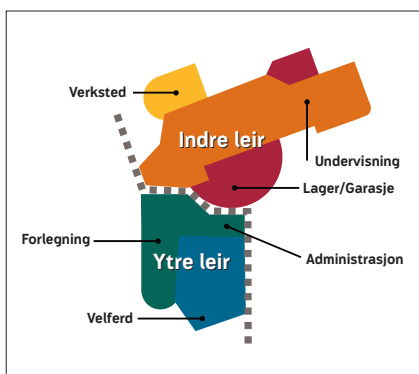 Verksted
Indre leir
Undervisning
Lager/Garasje
Forlegning
Ytre leir
Administrasjon
Velferd